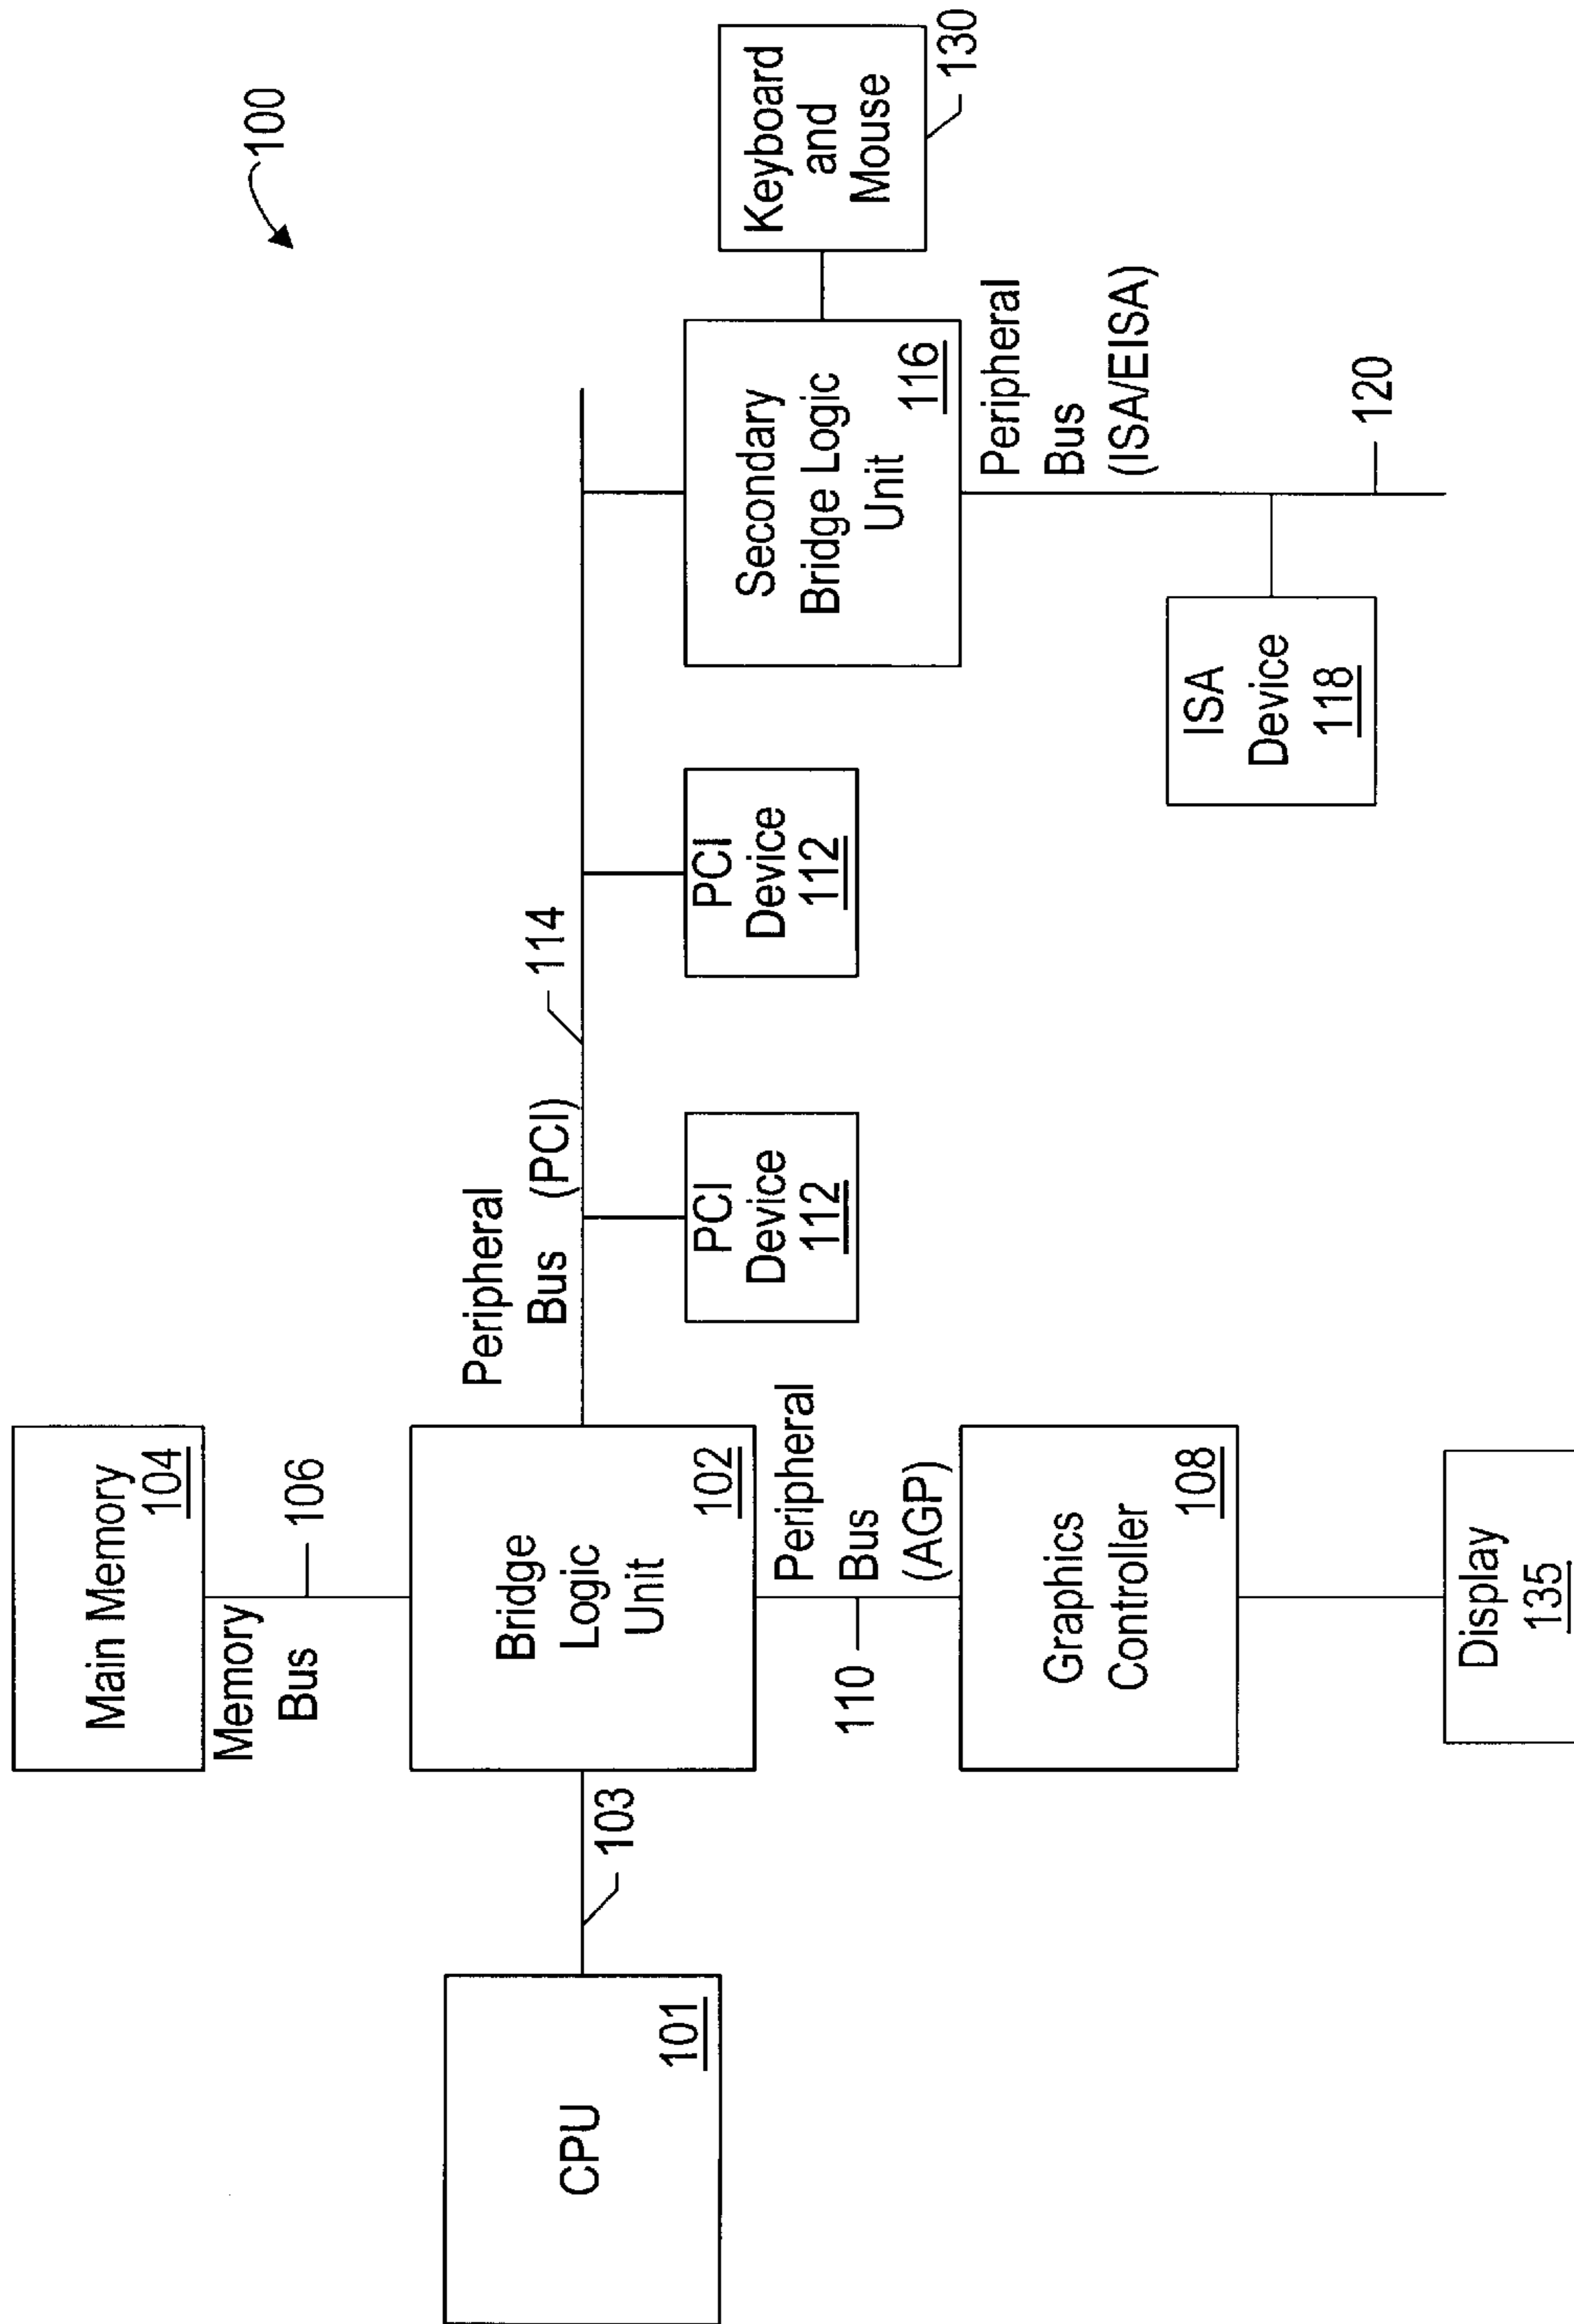 100
Main Memory
104
Memory
Bus
106
CPU
101
103
Bridge
Logic
Unit
102
Peripheral
Bus (PCI)
114
PCI
Device
112
PCI
Device
112
Secondary
Bridge Logic
Unit
116
Keyboard
and
Mouse
130
110
Peripheral
Bus
(AGP)
Graphics
Controller
108
Display
135
Peripheral
Bus
(ISA/EISA)
ISA
Device
118
120